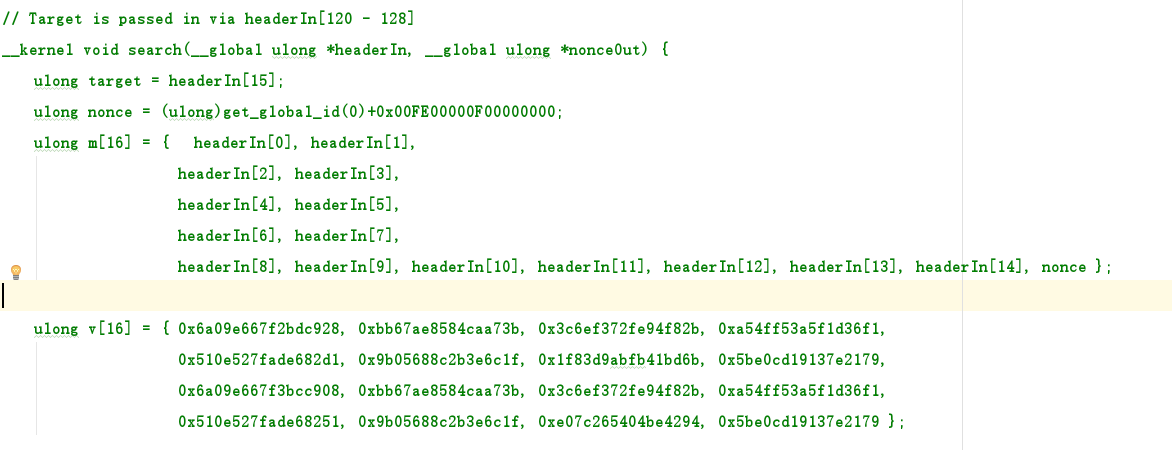 // Target is passed in via headerIn[120 - 128]
__kernel void search(__global ulong *headerIn, __global ulong *nonceOut) {
ulong target = headerIn[15];
ulong nonce = (ulong)get_global_id(0)+0x00FE00000F00000000;
ulong m[16] = { headerIn[0], headerIn[1],
headerIn[2], headerIn[3],
headerIn[4], headerIn[5],
headerIn[6], headerIn[7],
headerIn[8], headerIn[9], headerIn[10], headerIn[11], headerIn[12], headerIn[13], headerIn[14], nonce };
ulong v[16] = { 0x6a09e667f2bdc928, 0xbb67ae8584caa73b, 0x3c6ef372fe94f82b, 0xa54ff53a5f1d36f1,
0x510e527fade682d1, 0x9b05688c2b3e6c1f, 0x1f83d9abfb41bd6b, 0x5be0cd19137e2179,
0x6a09e667f3bcc908, 0xbb67ae8584caa73b, 0x3c6ef372fe94f82b, 0xa54ff53a5f1d36f1,
0x510e527fade68251, 0x9b05688c2b3e6c1f, 0xe07c265404be4294, 0x5be0cd19137e2179 };